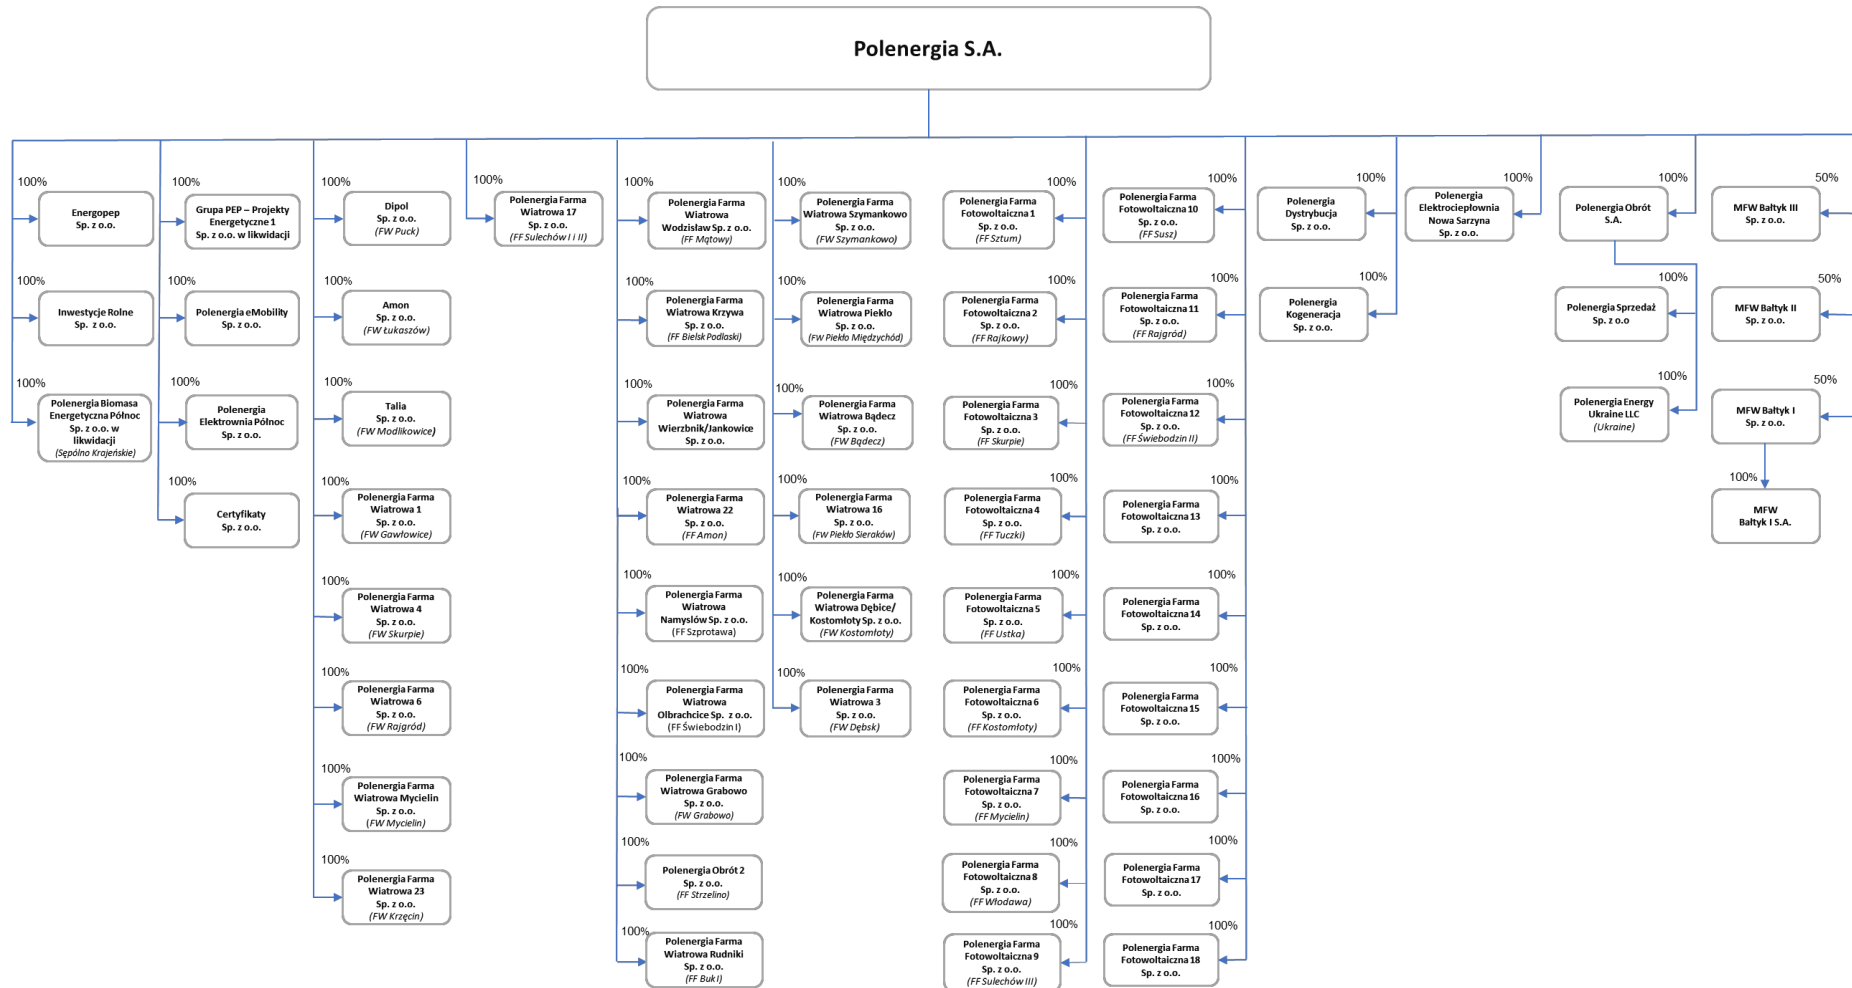 Polenergia S.A.
100%
Energopep
Sp. z o.o.
100%
Inwestycje Rolne
Sp. z o.o.
100%
Polenergia Biomasa
Energetyczna Północ
Sp. z o.o. w
likwidacji
(Sępólno Krajeńskie)
100%
Grupa PEP – Projekty
Energetyczne 1
Sp. z o.o. w likwidacji
100%
Polenergia eMobility
Sp. z o.o.
100%
Polenergia
Elektrownia Północ
Sp. z o.o.
100%
Certyfikaty
Sp. z o.o.
100%
Dipol
Sp. z o.o.
(FW Puck)
100%
Amon
Sp. z o.o.
(FW Łukaszów)
100%
Talia
Sp. z o.o.
(FW Modlikowice)
100%
Polenergia Farma
Wiatrowa 1
Sp. z o.o.
(FW Gawłowice)
100%
Polenergia Farma
Wiatrowa 4
Sp. z o.o.
(FW Skurpie)
100%
Polenergia Farma
Wiatrowa 6
Sp. z o.o.
(FW Rajgród)
100%
Polenergia Farma
Wiatrowa Mycielin
Sp. z o.o.
(FW Mycielin)
100%
Polenergia Farma
Wiatrowa 23
Sp. z o.o.
(FW Krzęcin)
100%
Polenergia Farma
Wiatrowa 17
Sp. z o.o.
(FF Sulechów I i II)
100%
Polenergia Farma
Wiatrowa
Wodzisław Sp. z o.o.
(FF Mątowy)
100%
Polenergia Farma
Wiatrowa Krzywa
Sp. z o.o.
(FF Bielsk Podlaski)
100%
Polenergia Farma
Wiatrowa
Wierzbnik/Jankowice
Sp. z o.o.
100%
Polenergia Farma
Wiatrowa 22
Sp. z o.o.
(FF Amon)
100%
Polenergia Farma
Wiatrowa
Namysłów Sp. z o.o.
(FF Szprotawa)
100%
Polenergia Farma
Wiatrowa
Olbrachcice Sp. z o.o.
(FF Świebodzin I)
100%
Polenergia Farma
Wiatrowa Grabowo
Sp. z o.o.
(FW Grabowo)
100%
Polenergia Obrót 2
Sp. z o.o.
(FF Strzelino)
100%
Polenergia Farma
Wiatrowa Rudniki
Sp. z o.o.
(FF Buk I)
100%
Polenergia Farma
Wiatrowa Szymankowo
Sp. z o.o.
(FW Szymankowo)
100%
Polenergia Farma
Wiatrowa Piekło
Sp. z o.o.
(FW Piekło Międzychód)
100%
Polenergia Farma
Wiatrowa Bądecz
Sp. z o.o.
(FW Bądecz)
100%
Polenergia Farma
Wiatrowa 16
Sp. z o.o.
(FW Piekło Sieraków)
100%
Polenergia Farma
Wiatrowa Dębice/
Kostomłoty Sp. z o.o.
(FW Kostomłoty)
100%
Polenergia Farma
Wiatrowa 3
Sp. z o.o.
(FW Dębsk)
100%
Polenergia Farma
Fotowoltaiczna 1
Sp. z o.o.
(FF Sztum)
100%
Polenergia Farma
Fotowoltaiczna 2
Sp. z o.o.
(FF Rajkowy)
100%
Polenergia Farma
Fotowoltaiczna 3
Sp. z o.o.
(FF Skurpie)
100%
Polenergia Farma
Fotowoltaiczna 4
Sp. z o.o.
(FF Tuczki)
100%
Polenergia Farma
Fotowoltaiczna 5
Sp. z o.o.
(FF Ustka)
100%
Polenergia Farma
Fotowoltaiczna 6
Sp. z o.o.
(FF Kostomłoty)
100%
Polenergia Farma
Fotowoltaiczna 7
Sp. z o.o.
(FF Mycielin)
100%
Polenergia Farma
Fotowoltaiczna 8
Sp. z o.o.
(FF Włodawa)
100%
Polenergia Farma
Fotowoltaiczna 9
Sp. z o.o.
(FF Sulechów III)
100%
Polenergia Farma
Fotowoltaiczna 10
Sp. z o.o.
(FF Susz)
100%
Polenergia Farma
Fotowoltaiczna 11
Sp. z o.o.
(FF Rajgród)
100%
Polenergia Farma
Fotowoltaiczna 12
Sp. z o.o.
(FF Świebodzin II)
100%
Polenergia Farma
Fotowoltaiczna 13
Sp. z o.o.
100%
Polenergia Farma
Fotowoltaiczna 14
Sp. z o.o.
100%
Polenergia Farma
Fotowoltaiczna 15
Sp. z o.o.
100%
Polenergia Farma
Fotowoltaiczna 16
Sp. z o.o.
100%
Polenergia Farma
Fotowoltaiczna 17
Sp. z o.o.
100%
Polenergia Farma
Fotowoltaiczna 18
Sp. z o.o.
100%
Polenergia
Dystrybucja
Sp. z o.o.
100%
Polenergia
Kogeneracja
Sp. z o.o.
100%
Polenergia
Elektrociepłownia
Nowa Sarzyna
Sp. z o.o.
100%
Polenergia Obrót
S.A.
100%
Polenergia Sprzedaż
Sp. z o.o
100%
Polenergia Energy
Ukraine LLC
(Ukraine)
50%
MFW Bałtyk III
Sp. z o.o.
50%
MFW Bałtyk II
Sp. z o.o.
50%
MFW Bałtyk I
Sp. z o.o.
100%
MFW
Bałtyk I S.A.